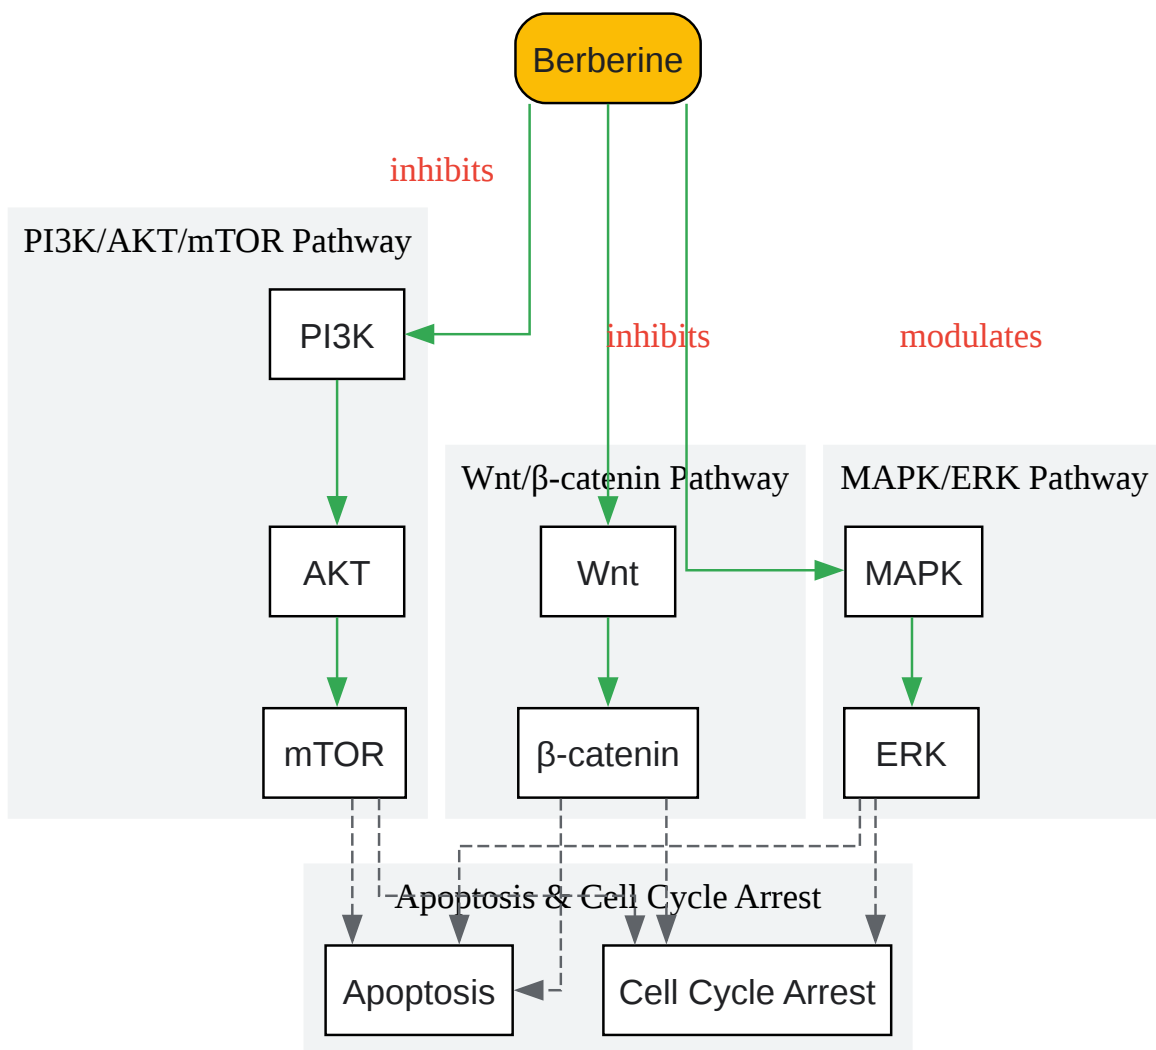 Berberine
inhibits
PI3K/AKT/mTOR Pathway
PI3K
inhibits
modulates
Wnt/β-catenin Pathway
MAPK/ERK Pathway
AKT
Wnt
MAPK
mTOR
β-catenin
ERK
Apoptosis & Cell Cycle Arrest
Apoptosis
Cell Cycle Arrest